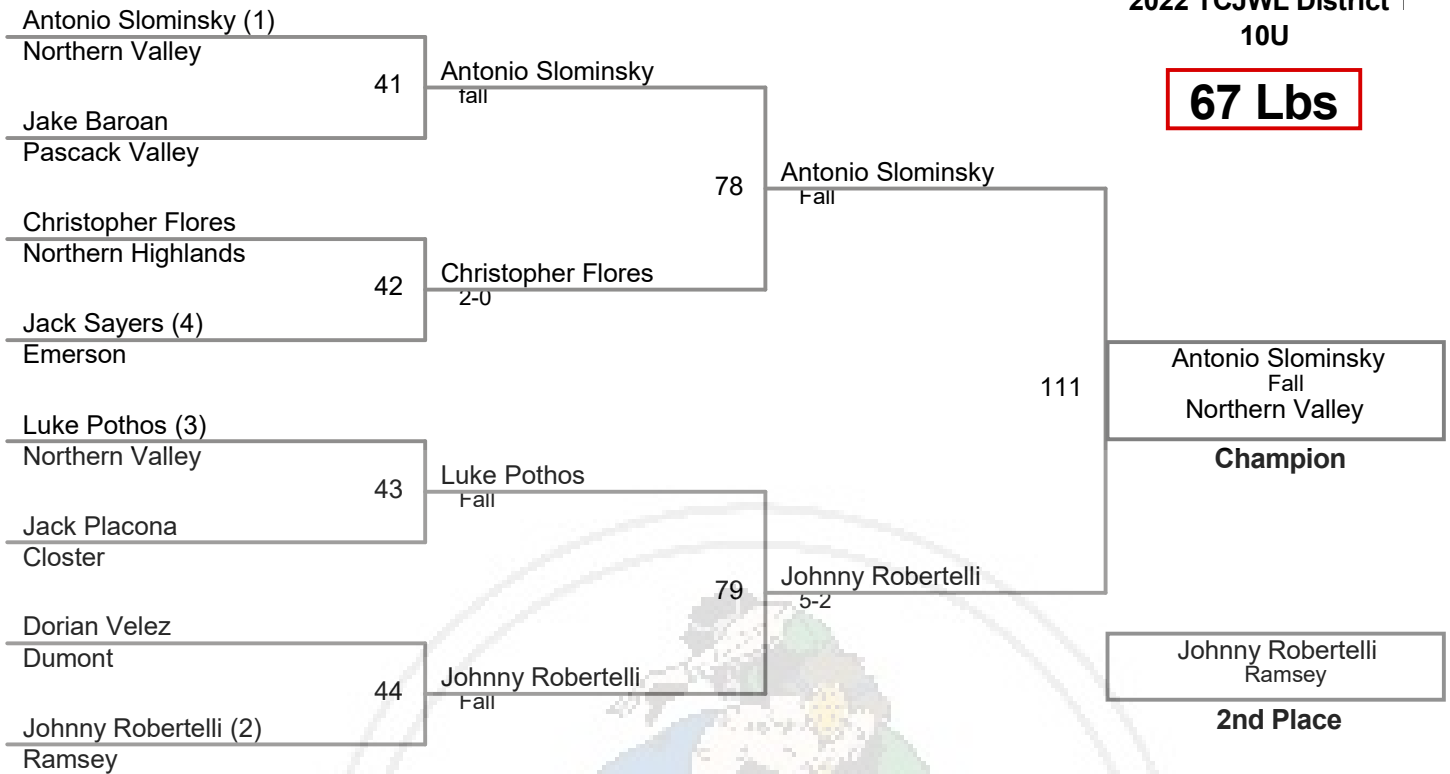 2022 TCJWL District
10U
67 Lbs
Antonio Slominsky (1)
Northern Valley
41
Jake Baroan
Pascack Valley
Christopher Flores
Northern Highlands
42
Jack Sayers (4)
Emerson
Luke Pothos (3)
Northern Valley
43
Jack Placona
Closter
Dorian Velez
Dumont
44
Johnny Robertelli (2)
Ramsey
Antonio Slominsky
fall
78
Christopher Flores
2-0
Luke Pothos
Fall
79
Johnny Robertelli
Fall
Antonio Slominsky
Fall
111
Johnny Robertelli
5-2
Antonio Slominsky
Fall
Northern Valley
Champion
Johnny Robertelli
Ramsey
2nd Place